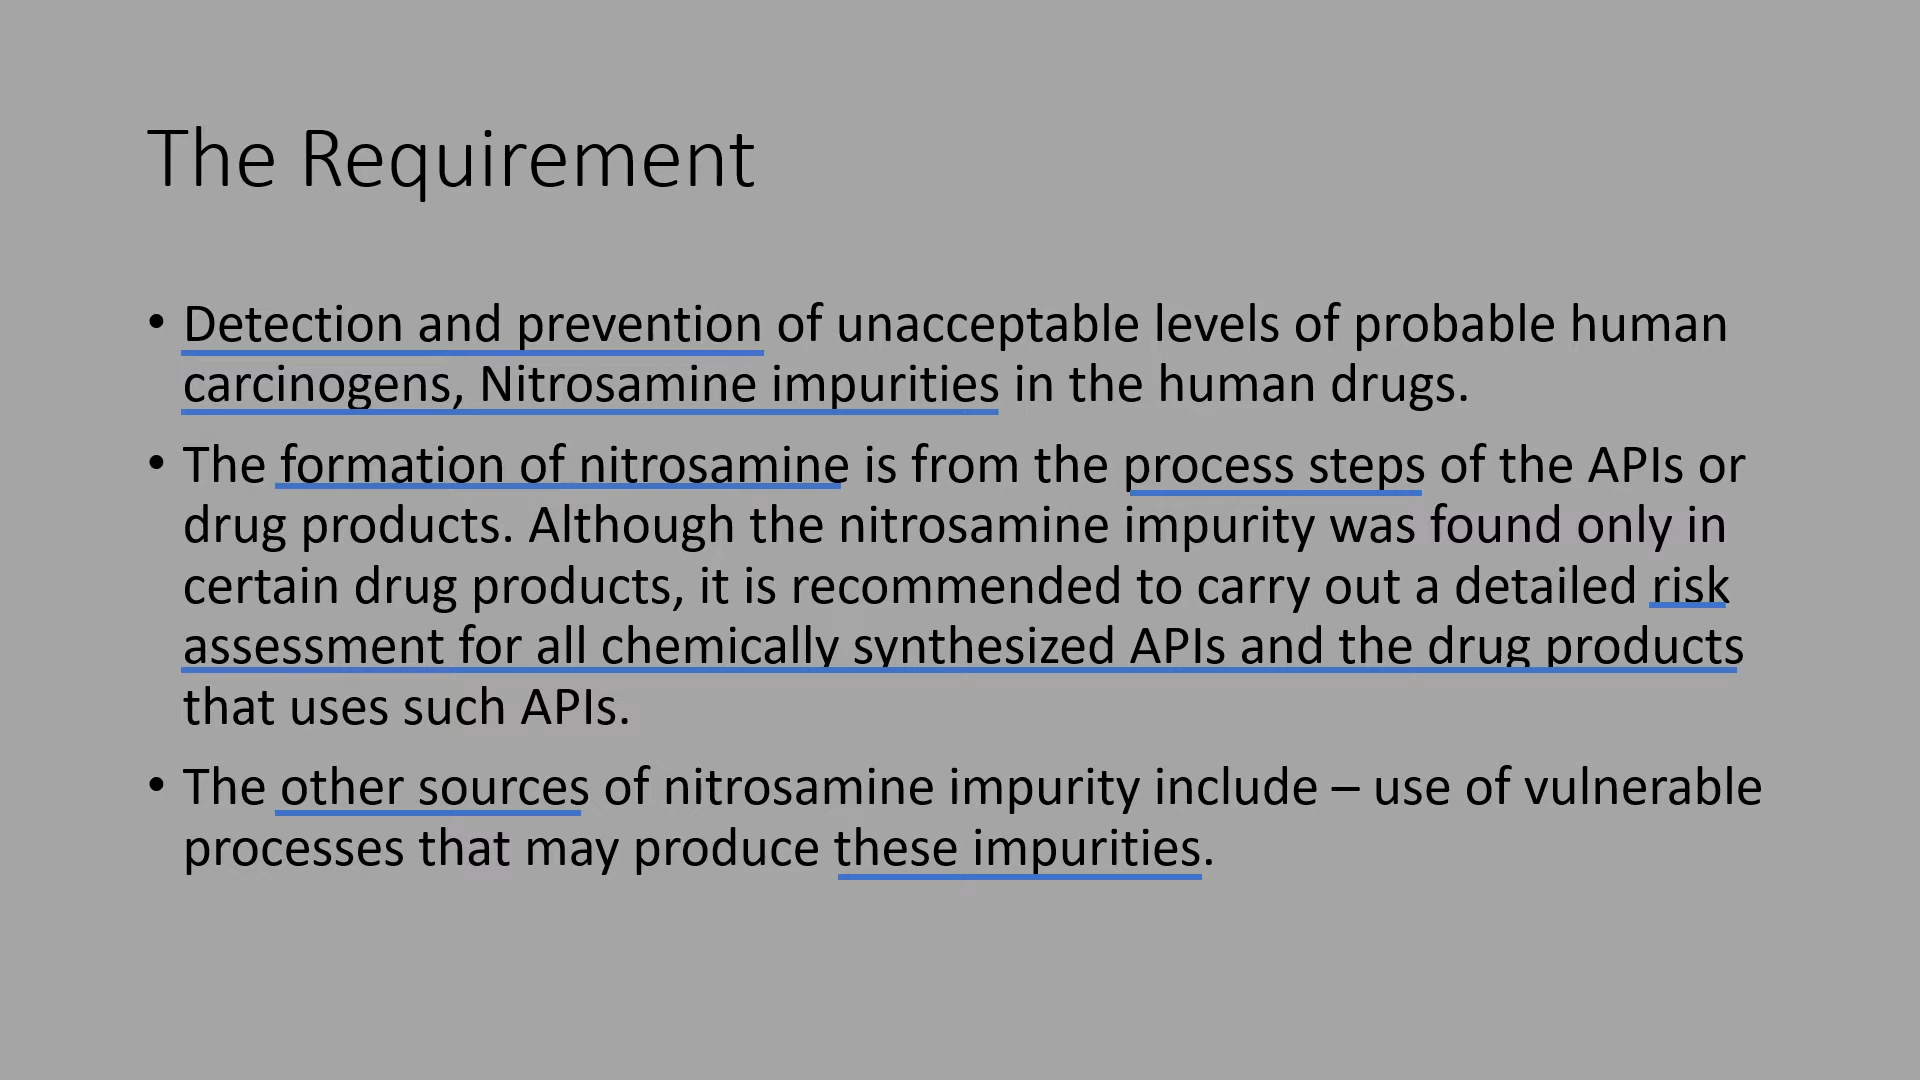 The Requirement
• Detection and prevention of unacceptable levels of probable human
carcinogens, Nitrosamine impurities in the human drugs.
• The formation of nitrosamine is from the process steps of the APIs or
drug products. Although the nitrosamine impurity was found only in
certain drug products, it is recommended to carry out a detailed risk
assessment for all chemically synthesized APIs and the drug products
that uses such APIs.
• The other sources of nitrosamine impurity include – use of vulnerable
processes that may produce these impurities.